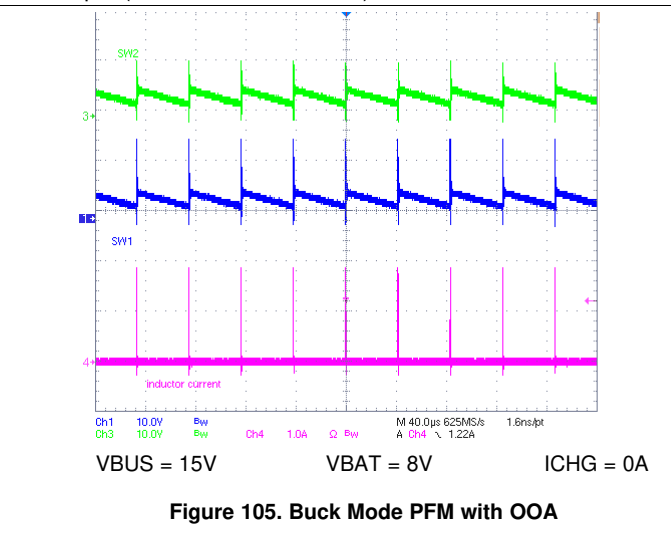 SW2
3
1
SW1
4
inductor current
Ch1 10.0V Bw M 40.0µs 625MS/s 1.6ns/pt
Ch3 10.0V Bw Ch4 1.0A Ω Bw A Ch4 ∖ 1.22A
VBUS = 15V VBAT = 8V ICHG = 0A
Figure 105. Buck Mode PFM with OOA